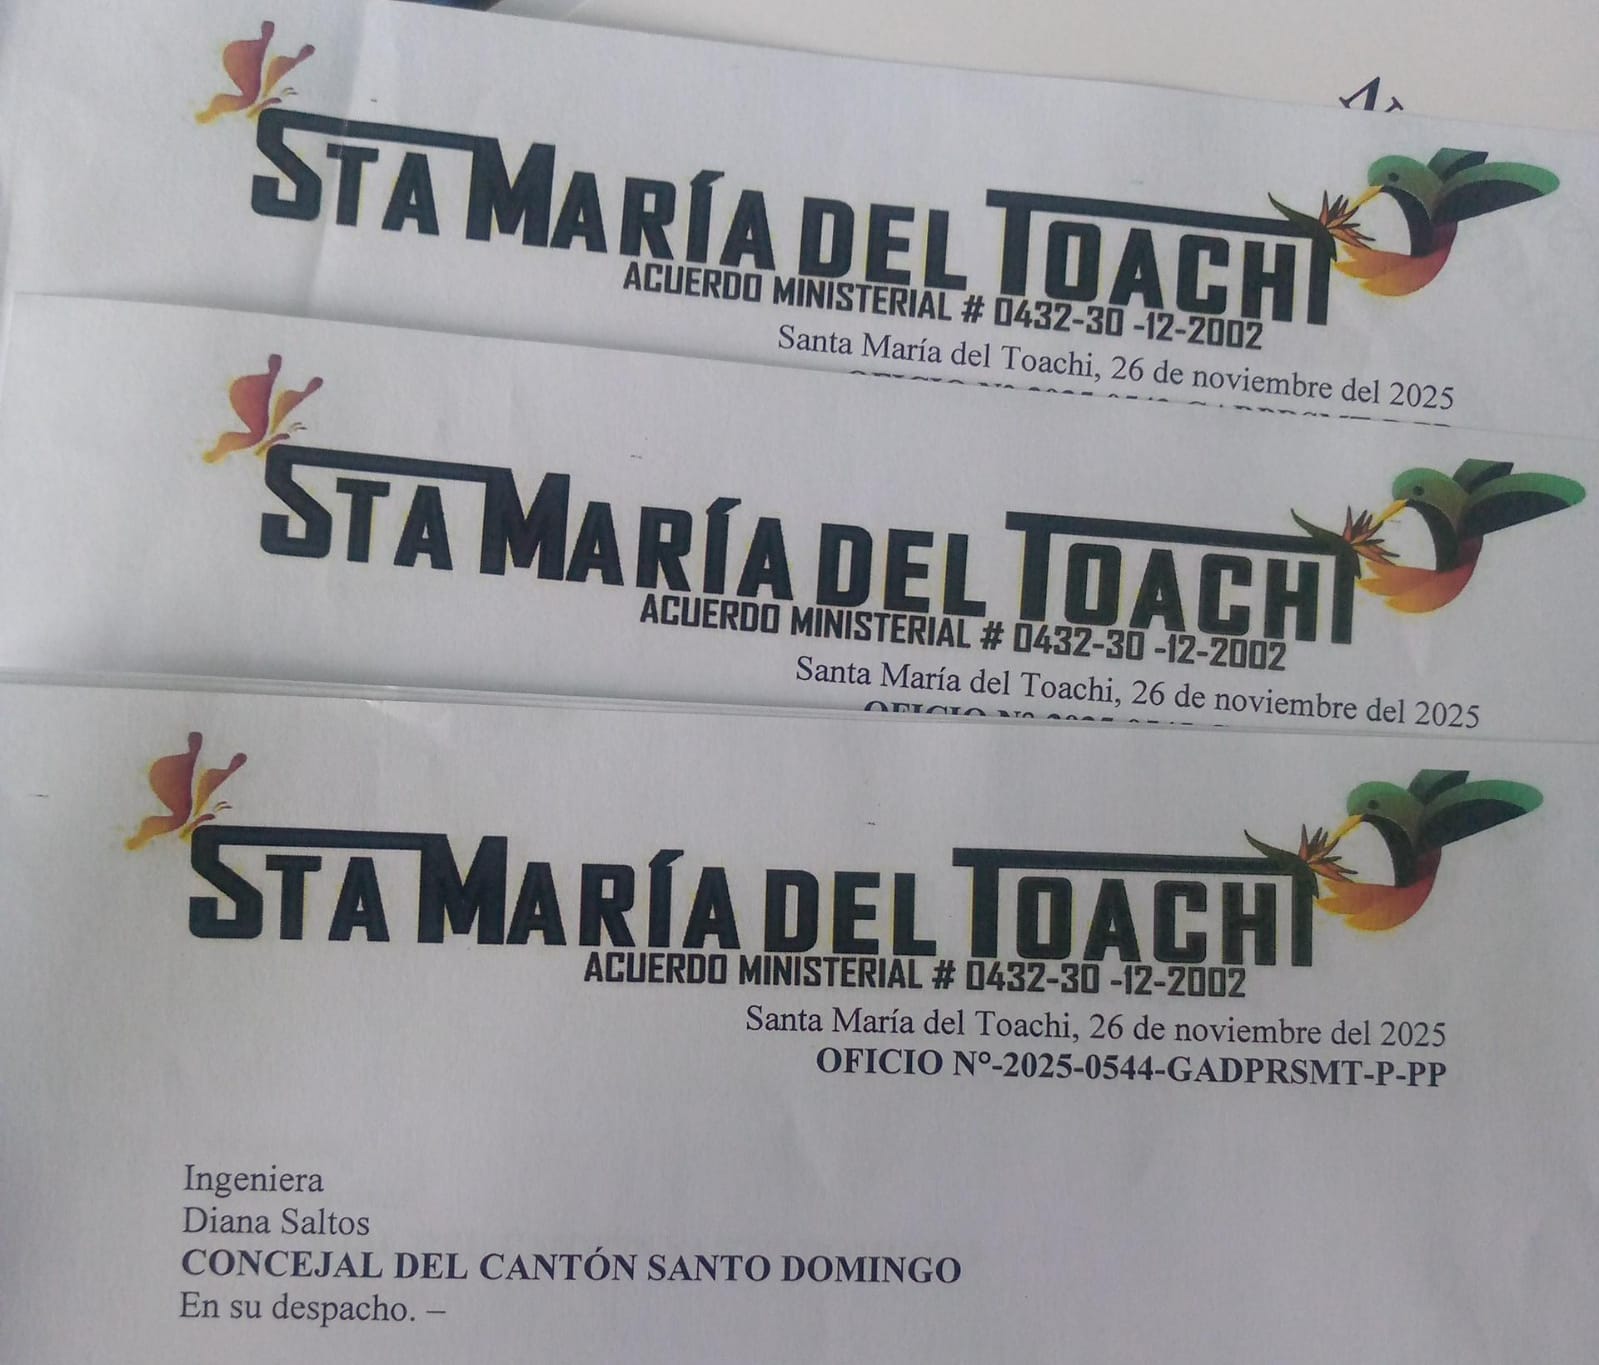 STA MARÍA DEL TOACHI
ACUERDO MINISTERIAL # 0432-30 -12-2002
Santa María del Toachi, 26 de noviembre del 2025
STA MARÍA DEL TOACHI
ACUERDO MINISTERIAL # 0432-30 -12-2002
Santa María del Toachi, 26 de noviembre del 2025
STA MARÍA DEL TOACHI
ACUERDO MINISTERIAL # 0432-30 -12-2002
Santa María del Toachi, 26 de noviembre del 2025
OFICIO N°-2025-0544-GADPRSMT-P-PP
Ingeniera
Diana Saltos
CONCEJAL DEL CANTÓN SANTO DOMINGO
En su despacho. –